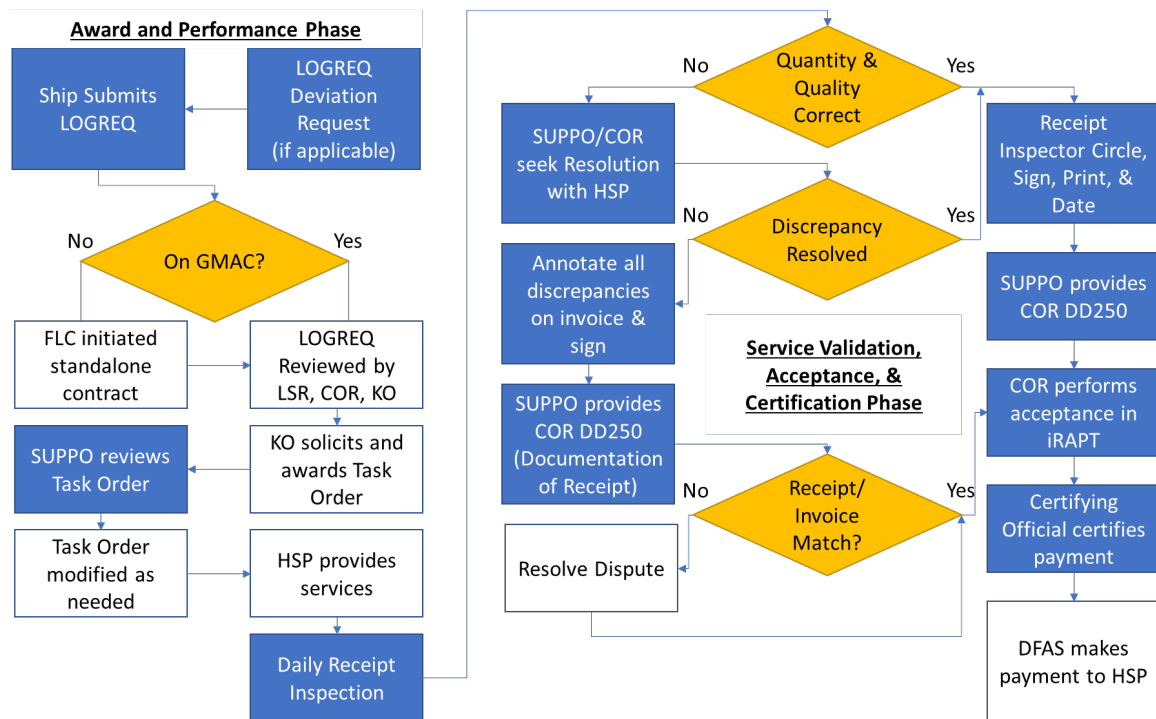 Award and Performance Phase
Ship Submits
LOGREQ
LOGREQ
Deviation
Request
(if applicable)
No
Yes
On GMAC?
FLC initiated
standalone
contract
LOGREQ
Reviewed by
LSR, COR, KO
SUPPO reviews
Task Order
KO solicits and
awards Task
Order
Task Order
modified as
needed
HSP provides
services
Daily Receipt
Inspection
No
Quantity &
Quality
Correct
Yes
SUPPO/COR
seek Resolution
with HSP
Receipt
Inspector Circle,
Sign, Print, &
Date
No
Discrepancy
Resolved
Yes
Annotate all
discrepancies
on invoice &
sign
SUPPO provides
COR DD250
Service Validation,
Acceptance, &
Certification Phase
SUPPO provides
COR DD250
(Documentation
of Receipt)
COR performs
acceptance in
iRAPT
No
Receipt/
Invoice
Match?
Yes
Resolve Dispute
Certifying
Official certifies
payment
DFAS makes
payment to HSP